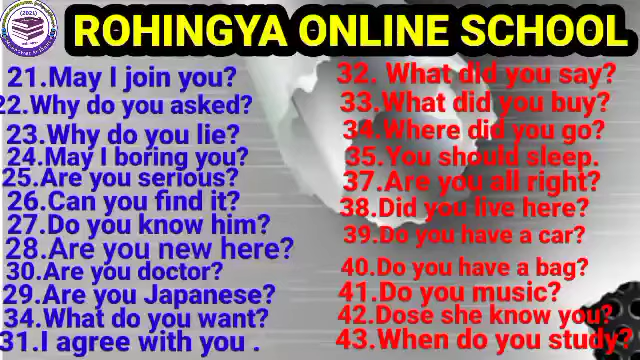 (2021)
ROHINGYA ONLINE SCHOOL
21.May I join you?
22.Why do you asked?
23.Why do you lie?
24.May I boring you?
25.Are you serious?
26.Can you find it?
27.Do you know him?
28.Are you new here?
30.Are you doctor?
29.Are you Japanese?
34.What do you want?
31.I agree with you .
32. What did you say?
33.What did you buy?
34.Where did you go?
35.You should sleep.
37.Are you all right?
38.Did you live here?
39.Do you have a car?
40.Do you have a bag?
41.Do you music?
42.Dose she know you?
43.When do you study?